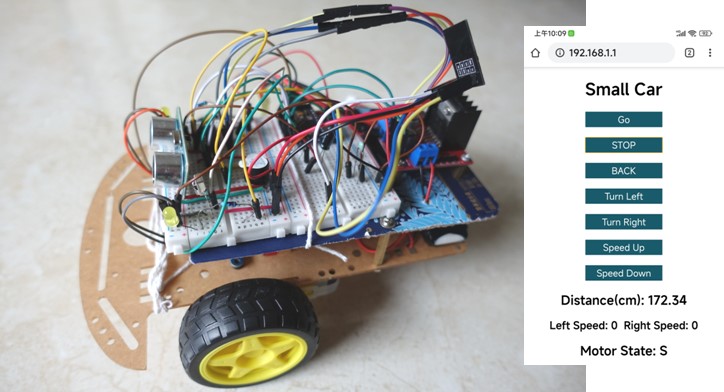 上午10:09
192.168.1.1
2
Small Car
Go
STOP
BACK
Turn Left
Turn Right
Speed Up
Speed Down
Distance(cm): 172.34
Left Speed: 0 Right Speed: 0
Motor State: S